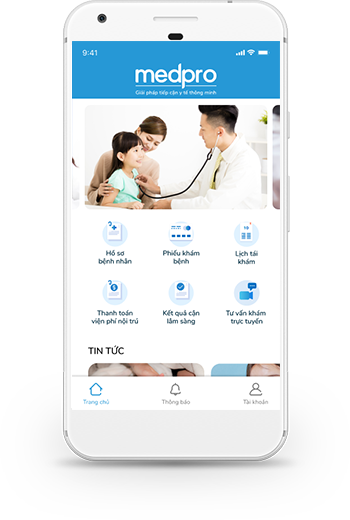 9:41
medpro
Giải pháp tiếp cận y tế thông minh
Hồ sơ
bệnh nhân
Phiếu khám
bệnh
Lịch tái
khám
Thanh toán
viện phí nội trú
Kết quả cận
lâm sàng
Tư vấn khám
trực tuyến
TIN TỨC
Trang chủ
Thông báo
Tài khoản